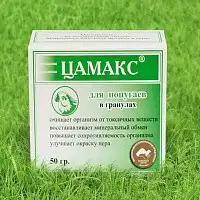 ЦАМАКС®
для попугаев
в гранулах
очищает организм от токсичных веществ
восстанавливает минеральный обмен
повышает сопротивляемость организма
улучшает окраску пера
50 гр.